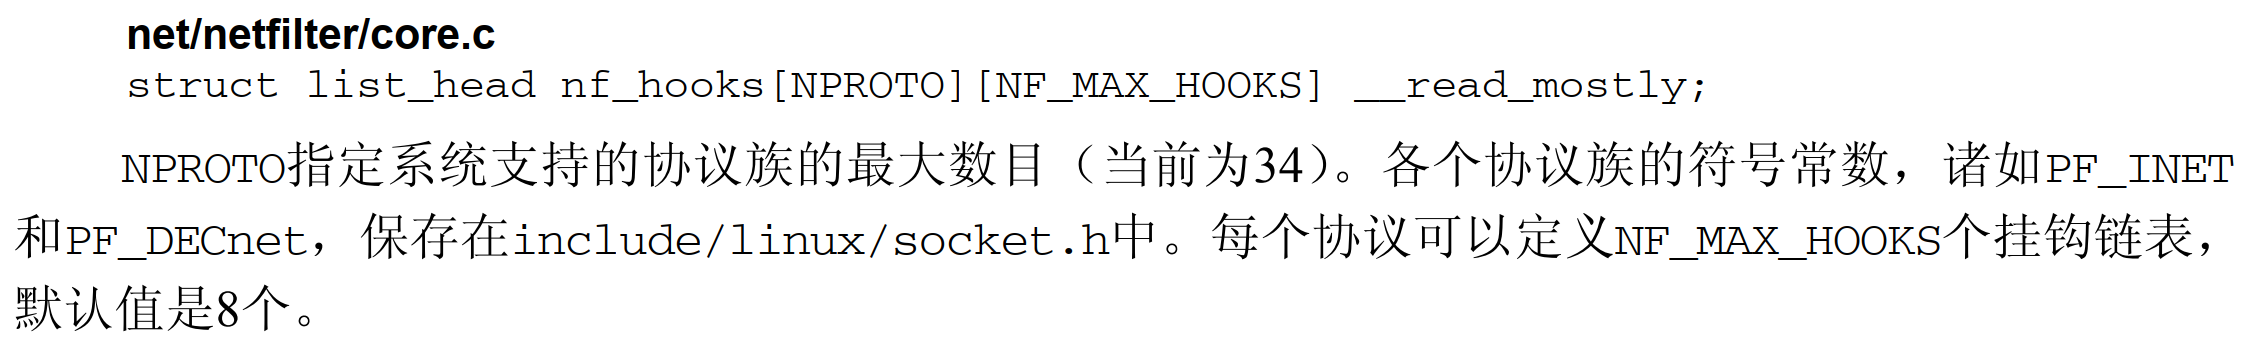 net/netfilter/core.c
struct list_head nf_hooks[NPROTO][NF_MAX_HOOKS] __read_mostly;
NPROTO指定系统支持的协议族的最大数目（当前为34）。各个协议族的符号常数，诸如PF_INET
和PF_DECnet，保存在include/linux/socket.h中。每个协议可以定义NF_MAX_HOOKS个挂钩链表，
默认值是8个。